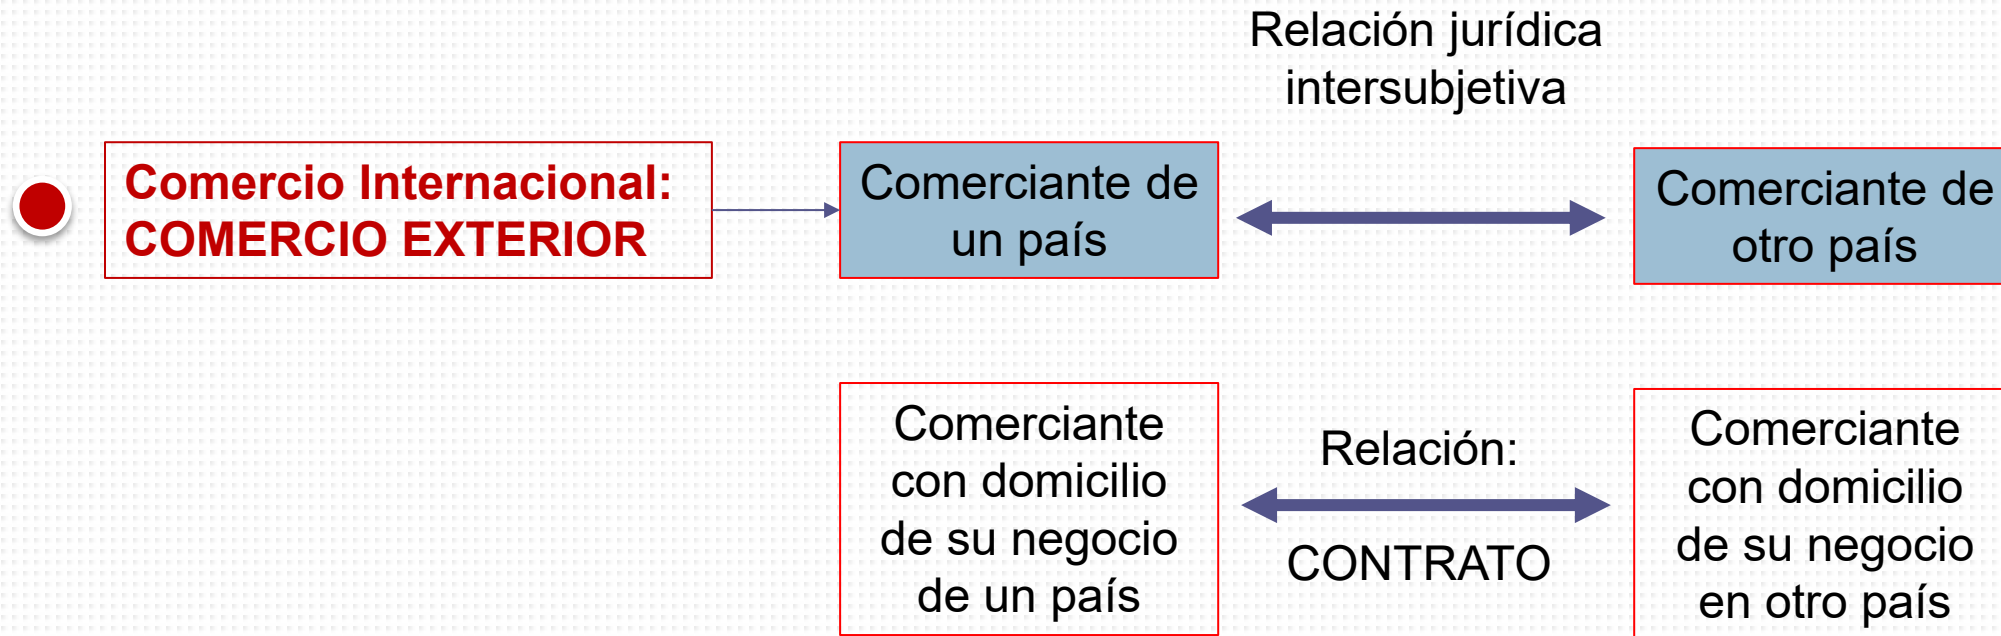 Relación jurídica
intersubjetiva
Comercio Internacional:
COMERCIO EXTERIOR
Comerciante de
un país
Comerciante de
otro país
Comerciante
con domicilio
de su negocio
de un país
Relación:
CONTRATO
Comerciante
con domicilio
de su negocio
en otro país